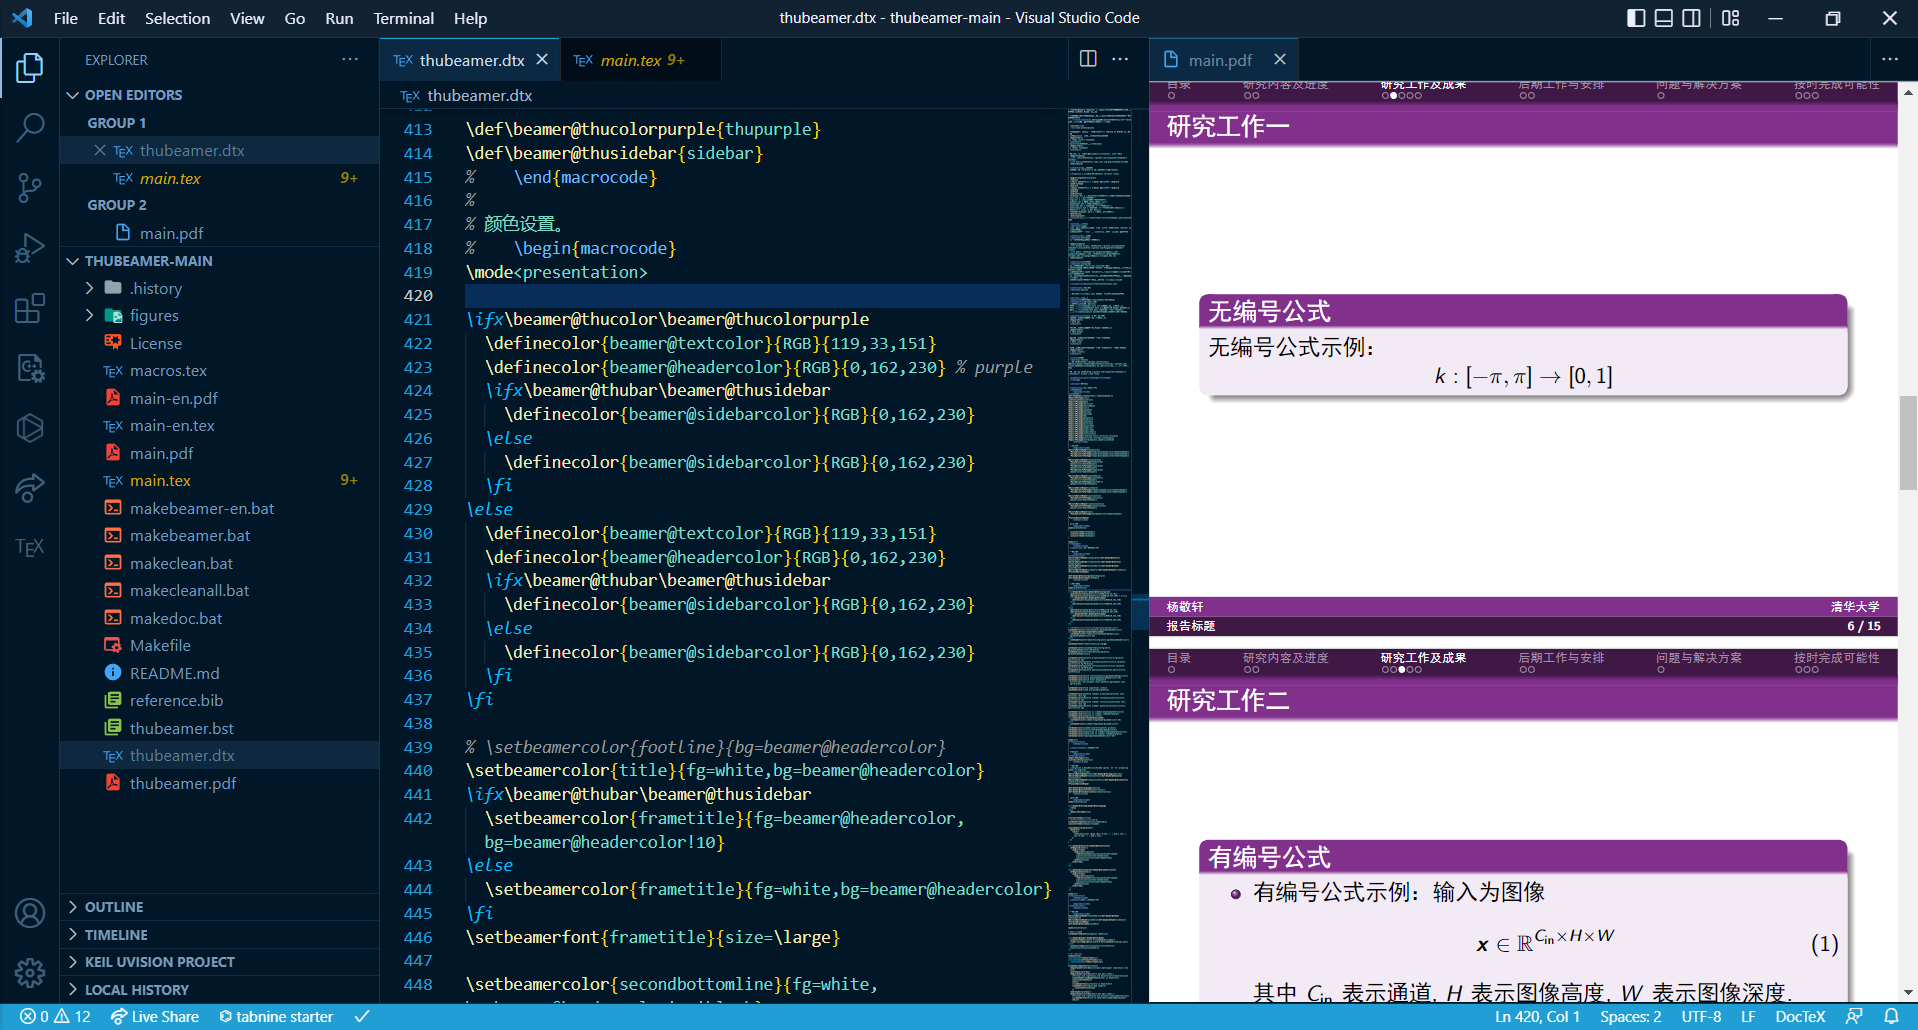 File Edit Selection View Go Run Terminal Help
thubeamer.dtx - thubeamer-main - Visual Studio Code
EXPLORER
OPEN EDITORS
GROUP 1
TEX thubeamer.dtx
TEX main.tex 9+
GROUP 2
main.pdf
THUBEAMER-MAIN
.history
figures
License
TEX macros.tex
main-en.pdf
TEX main-en.tex
main.pdf
TEX main.tex 9+
makebeamer-en.bat
makebeamer.bat
makeclean.bat
makecleanall.bat
makedoc.bat
Makefile
README.md
reference.bib
thubeamer.bst
TEX thubeamer.dtx
thubeamer.pdf
TEX
OUTLINE
TIMELINE
KEIL UVISION PROJECT
LOCAL HISTORY
TEX thubeamer.dtx
TEX main.tex 9+
TEX thubeamer.dtx
413 \def\beamer@thucolorpurple{thupurple}
414 \def\beamer@thusidebar{sidebar}
415 %    \end{macrocode}
416 %
417 % 颜色设置。
418 %    \begin{macrocode}
419 \mode<presentation>
420
421 \ifx\beamer@thucolor\beamer@thucolorpurple
422   \definecolor{beamer@textcolor}{RGB}{119,33,151}
423   \definecolor{beamer@headercolor}{RGB}{0,162,230} % purple
424   \ifx\beamer@thubar\beamer@thusidebar
425     \definecolor{beamer@sidebarcolor}{RGB}{0,162,230}
426   \else
427     \definecolor{beamer@sidebarcolor}{RGB}{0,162,230}
428   \fi
429 \else
430   \definecolor{beamer@textcolor}{RGB}{119,33,151}
431   \definecolor{beamer@headercolor}{RGB}{0,162,230}
432   \ifx\beamer@thubar\beamer@thusidebar
433     \definecolor{beamer@sidebarcolor}{RGB}{0,162,230}
434   \else
435     \definecolor{beamer@sidebarcolor}{RGB}{0,162,230}
436   \fi
437 \fi
438
439 % \setbeamercolor{footline}{bg=beamer@headercolor}
440 \setbeamercolor{title}{fg=white,bg=beamer@headercolor}
441 \ifx\beamer@thubar\beamer@thusidebar
442   \setbeamercolor{frametitle}{fg=beamer@headercolor,
bg=beamer@headercolor!10}
443 \else
444   \setbeamercolor{frametitle}{fg=white,bg=beamer@headercolor}
445 \fi
446 \setbeamerfont{frametitle}{size=\large}
447
448 \setbeamercolor{secondbottomline}{fg=white,
main.pdf
目录 研究内容及进度 研究工作及成果 后期工作与安排 问题与解决方案 按时完成可能性
研究工作一
无编号公式
无编号公式示例：
k : [−π, π] → [0, 1]
杨敬轩 清华大学
报告标题 6 / 15
目录 研究内容及进度 研究工作及成果 后期工作与安排 问题与解决方案 按时完成可能性
研究工作二
有编号公式
有编号公式示例：输入为图像
x ∈ ℝ^{C_in×H×W} (1)
其中 C_in 表示通道, H 表示图像高度, W 表示图像深度.
0 12 Live Share tabnine starter
Ln 420, Col 1 Spaces: 2 UTF-8 LF DocTeX